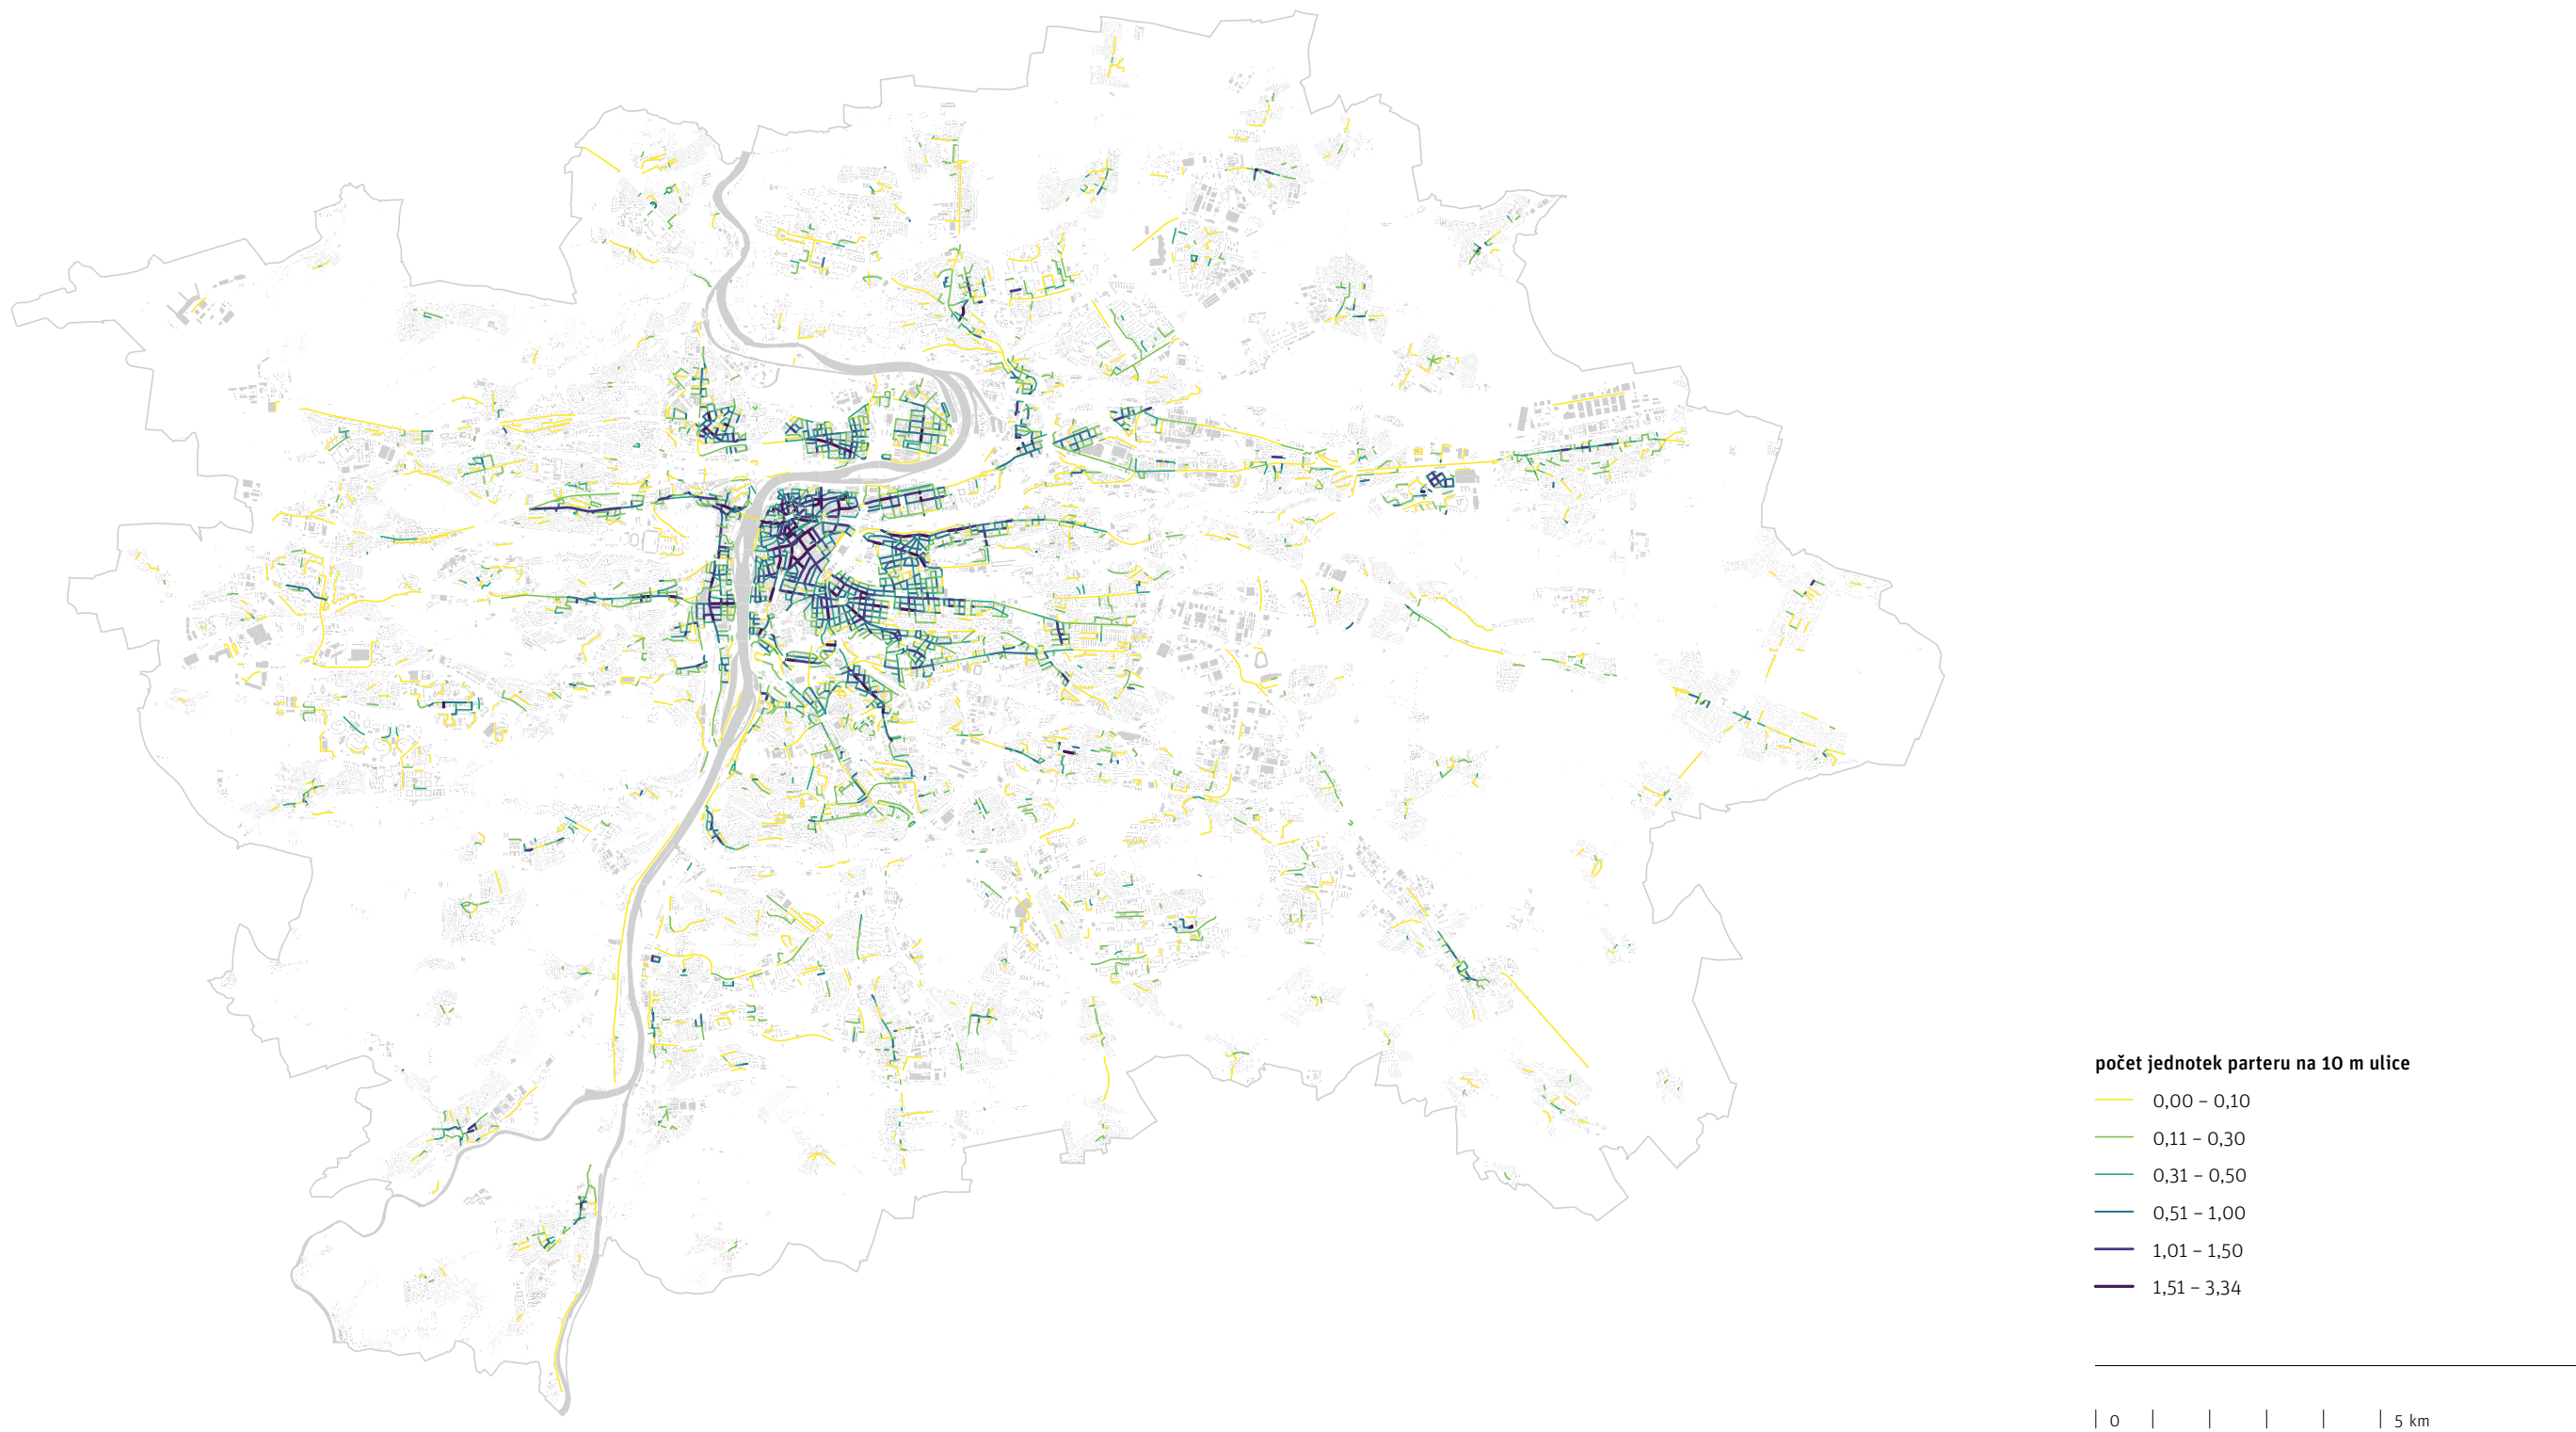 počet jednotek parteru na 10 m ulice
0,00 – 0,10
0,11 – 0,30
0,31 – 0,50
0,51 – 1,00
1,01 – 1,50
1,51 – 3,34
0 5 km